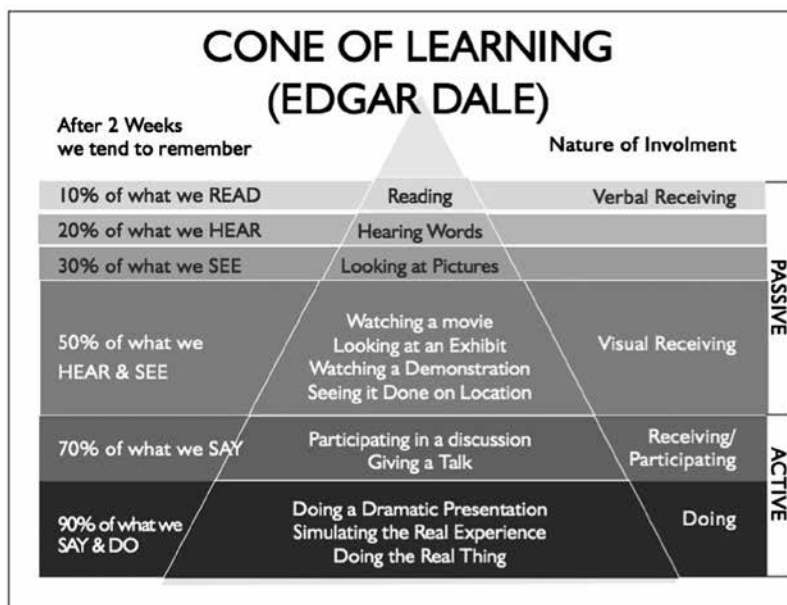 CONE OF LEARNING
(EDGAR DALE)
After 2 Weeks
we tend to remember
Nature of Involment
10% of what we READ
Reading
Verbal Receiving
20% of what we HEAR
Hearing Words
30% of what we SEE
Looking at Pictures
50% of what we
HEAR & SEE
Watching a movie
Looking at an Exhibit
Watching a Demonstration
Seeing it Done on Location
Visual Receiving
PASSIVE
70% of what we SAY
Participating in a discussion
Giving a Talk
Receiving/
Participating
90% of what we
SAY & DO
Doing a Dramatic Presentation
Simulating the Real Experience
Doing the Real Thing
Doing
ACTIVE